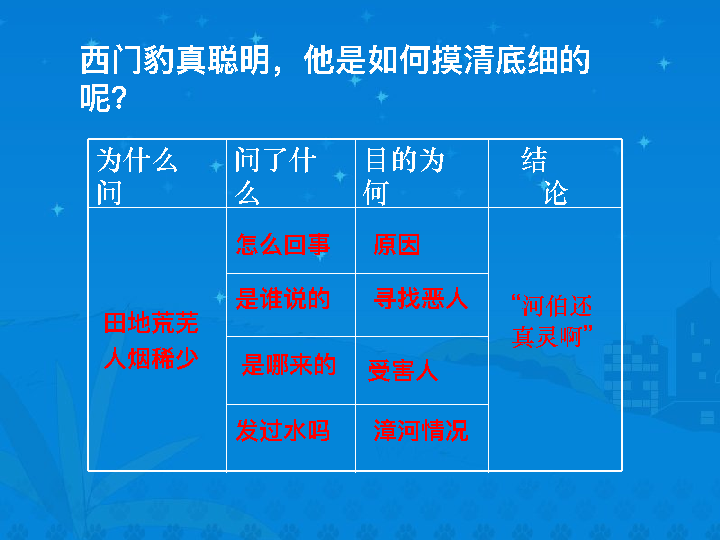 西门豹真聪明，他是如何摸清底细的
呢？
为什么
问
问了什
么
目的为
何
结
论
田地荒芜
人烟稀少
怎么回事
原因
是谁说的
寻找恶人
是哪来的
受害人
发过水吗
漳河情况
“河伯还
真灵啊”